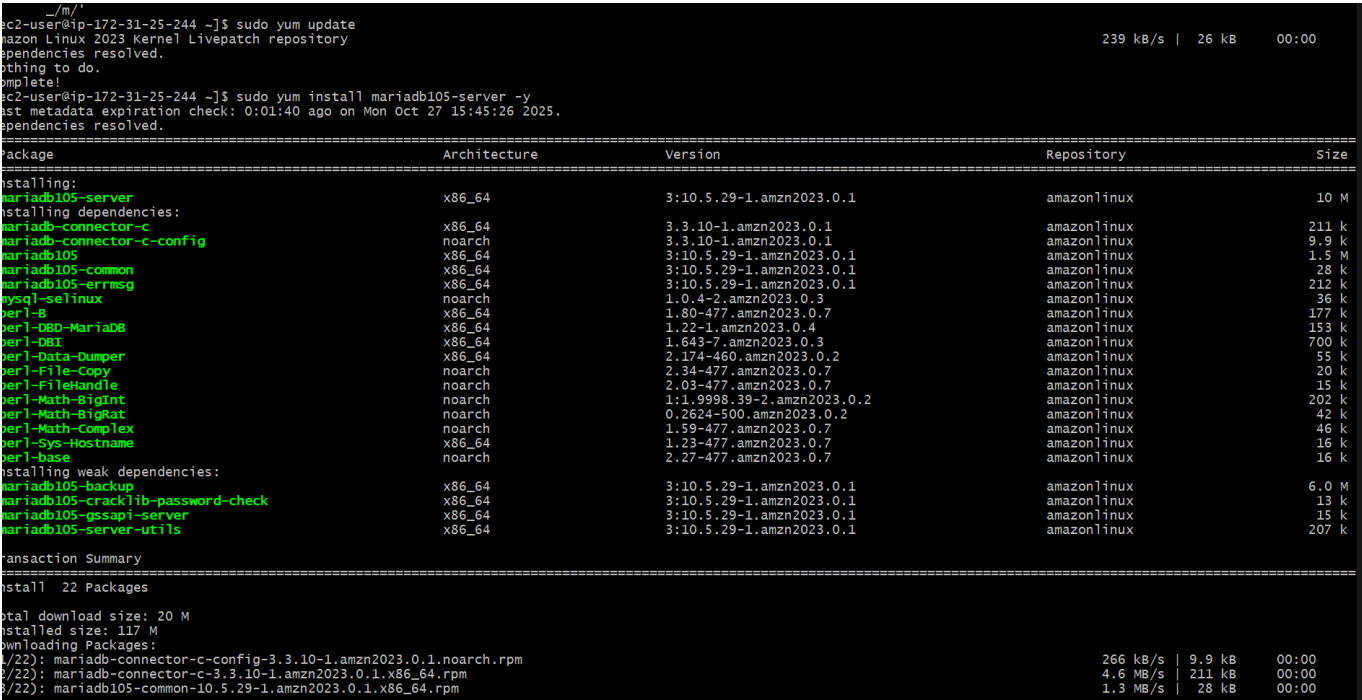 _/m/'
ec2-user@ip-172-31-25-244 ~]$ sudo yum update
mazon Linux 2023 Kernel Livepatch repository 239 kB/s | 26 kB 00:00
ependencies resolved.
othing to do.
omplete!
ec2-user@ip-172-31-25-244 ~]$ sudo yum install mariadb105-server -y
ast metadata expiration check: 0:01:40 ago on Mon Oct 27 15:45:26 2025.
ependencies resolved.
Package Architecture Version Repository Size
nstalling:
mariadb105-server x86_64 3:10.5.29-1.amzn2023.0.1 amazonlinux 10 M
nstalling dependencies:
mariadb-connector-c x86_64 3.3.10-1.amzn2023.0.1 amazonlinux 211 k
mariadb-connector-c-config noarch 3.3.10-1.amzn2023.0.1 amazonlinux 9.9 k
mariadb105 x86_64 3:10.5.29-1.amzn2023.0.1 amazonlinux 1.5 M
mariadb105-common x86_64 3:10.5.29-1.amzn2023.0.1 amazonlinux 28 k
mariadb105-errmsg x86_64 3:10.5.29-1.amzn2023.0.1 amazonlinux 212 k
mysql-selinux noarch 1.0.4-2.amzn2023.0.3 amazonlinux 36 k
perl-B x86_64 1.80-477.amzn2023.0.7 amazonlinux 177 k
perl-DBD-MariaDB x86_64 1.22-1.amzn2023.0.4 amazonlinux 153 k
perl-DBI x86_64 1.643-7.amzn2023.0.3 amazonlinux 700 k
perl-Data-Dumper x86_64 2.174-460.amzn2023.0.2 amazonlinux 55 k
perl-File-Copy noarch 2.34-477.amzn2023.0.7 amazonlinux 20 k
perl-FileHandle noarch 2.03-477.amzn2023.0.7 amazonlinux 15 k
perl-Math-BigInt noarch 1:1.9998.39-2.amzn2023.0.2 amazonlinux 202 k
perl-Math-BigRat noarch 0.2624-500.amzn2023.0.2 amazonlinux 42 k
perl-Math-Complex noarch 1.59-477.amzn2023.0.7 amazonlinux 46 k
perl-Sys-Hostname x86_64 1.23-477.amzn2023.0.7 amazonlinux 16 k
perl-base noarch 2.27-477.amzn2023.0.7 amazonlinux 16 k
nstalling weak dependencies:
mariadb105-backup x86_64 3:10.5.29-1.amzn2023.0.1 amazonlinux 6.0 M
mariadb105-cracklib-password-check x86_64 3:10.5.29-1.amzn2023.0.1 amazonlinux 13 k
mariadb105-gssapi-server x86_64 3:10.5.29-1.amzn2023.0.1 amazonlinux 15 k
mariadb105-server-utils x86_64 3:10.5.29-1.amzn2023.0.1 amazonlinux 207 k
ransaction Summary
nstall 22 Packages
otal download size: 20 M
nstalled size: 117 M
ownloading Packages:
1/22): mariadb-connector-c-config-3.3.10-1.amzn2023.0.1.noarch.rpm 266 kB/s | 9.9 kB 00:00
2/22): mariadb-connector-c-3.3.10-1.amzn2023.0.1.x86_64.rpm 4.6 MB/s | 211 kB 00:00
3/22): mariadb105-common-10.5.29-1.amzn2023.0.1.x86_64.rpm 1.3 MB/s | 28 kB 00:00